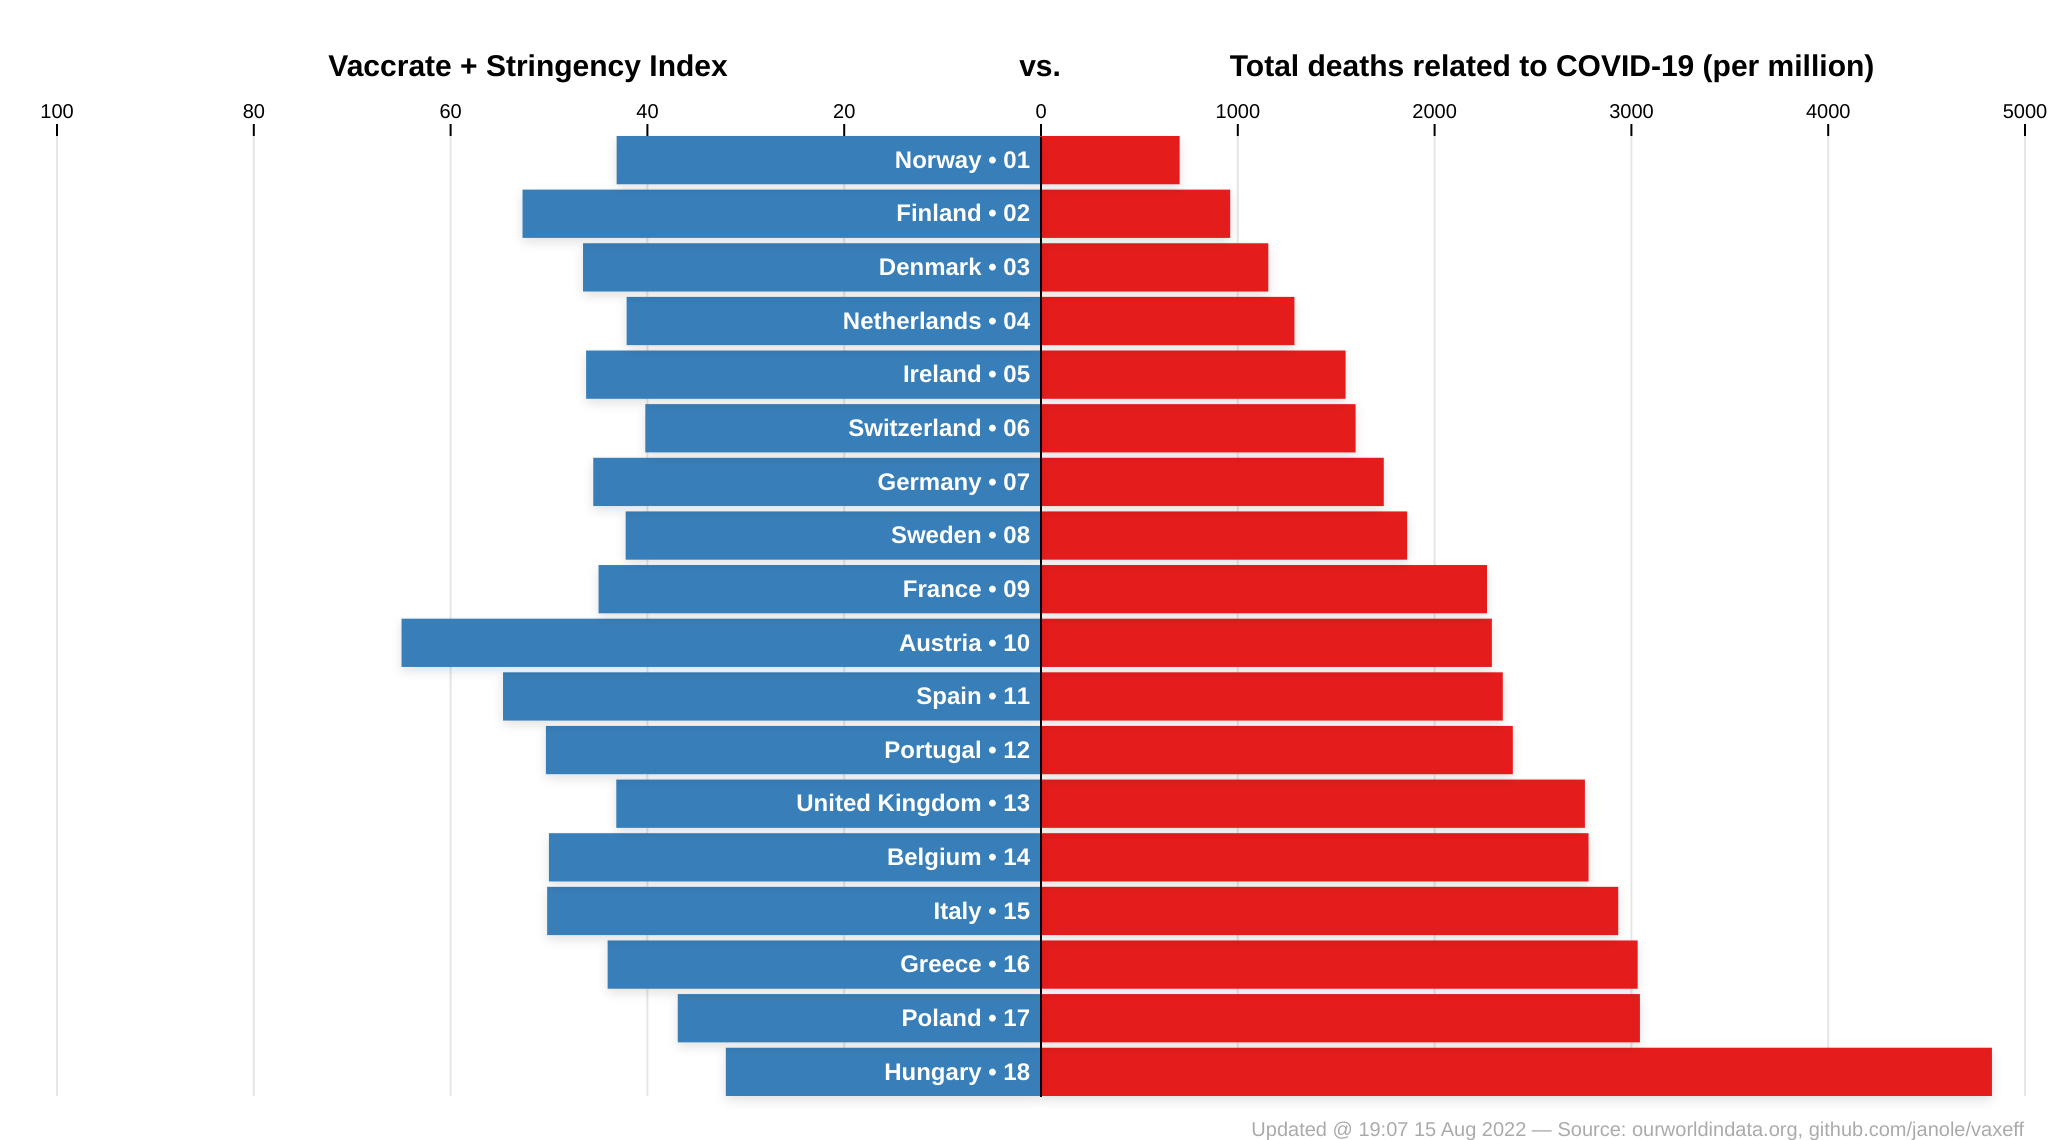 Vaccrate + Stringency Index vs. Total deaths related to COVID-19 (per million)
100 80 60 40 20 0 1000 2000 3000 4000 5000
Norway • 01
Finland • 02
Denmark • 03
Netherlands • 04
Ireland • 05
Switzerland • 06
Germany • 07
Sweden • 08
France • 09
Austria • 10
Spain • 11
Portugal • 12
United Kingdom • 13
Belgium • 14
Italy • 15
Greece • 16
Poland • 17
Hungary • 18
Updated @ 19:07 15 Aug 2022 — Source: ourworldindata.org, github.com/janole/vaxeff